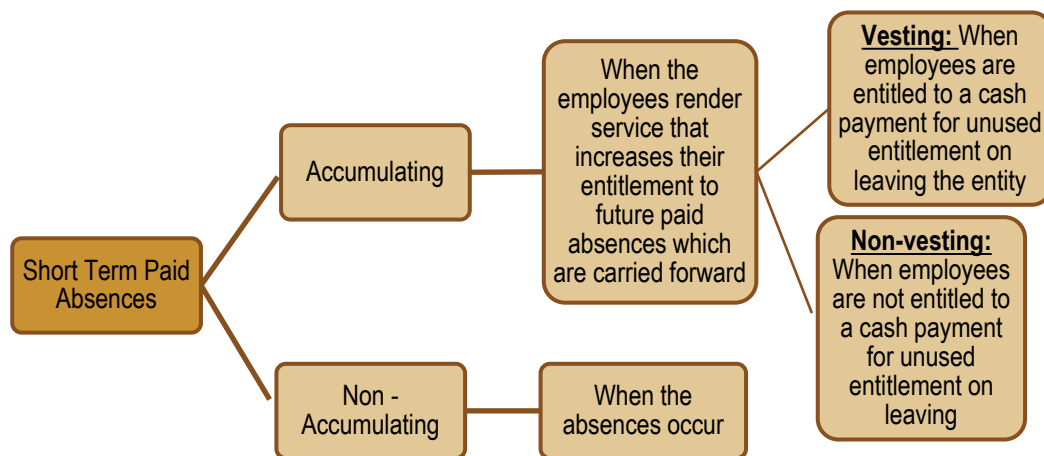 Short Term Paid
Absences
Accumulating
When the
employees render
service that
increases their
entitlement to
future paid
absences which
are carried forward
Vesting: When
employees are
entitled to a cash
payment for unused
entitlement on
leaving the entity
Non-vesting:
When employees
are not entitled to
a cash payment
for unused
entitlement on
leaving
Non -
Accumulating
When the
absences occur